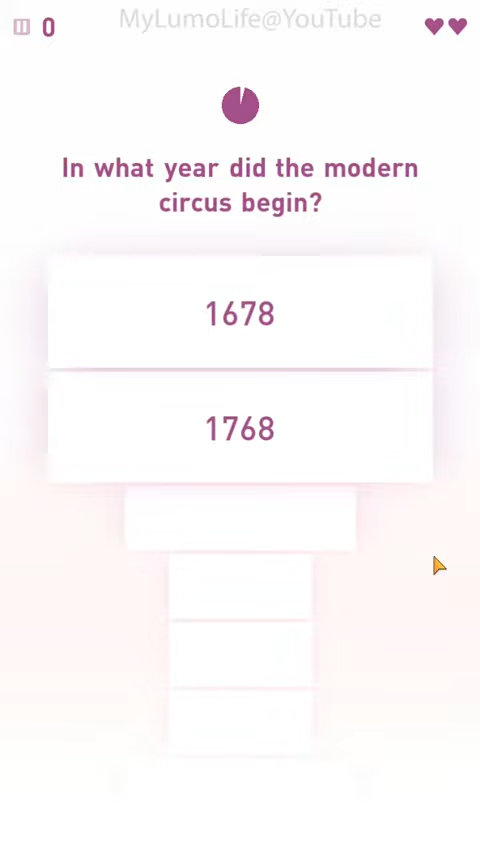 MyLumoLife@YouTube
0
In what year did the modern
circus begin?
1678
1768